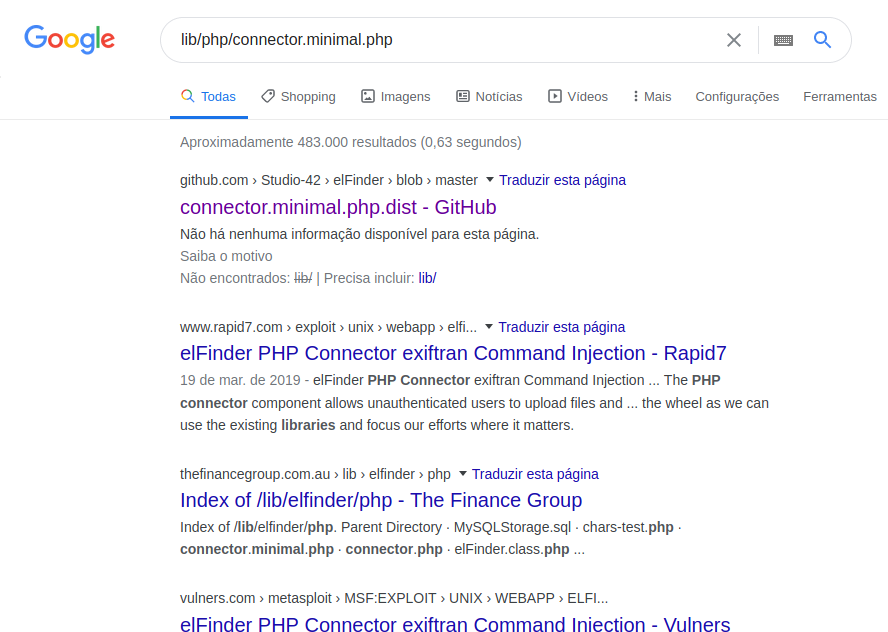 Google
lib/php/connector.minimal.php
Todas Shopping Imagens Notícias Vídeos Mais Configurações Ferramentas
Aproximadamente 483.000 resultados (0,63 segundos)
github.com › Studio-42 › elFinder › blob › master Traduzir esta página
connector.minimal.php.dist - GitHub
Não há nenhuma informação disponível para esta página.
Saiba o motivo
Não encontrados: lib/ | Precisa incluir: lib/
www.rapid7.com › exploit › unix › webapp › elfi... Traduzir esta página
elFinder PHP Connector exiftran Command Injection - Rapid7
19 de mar. de 2019 - elFinder PHP Connector exiftran Command Injection ... The PHP
connector component allows unauthenticated users to upload files and ... the wheel as we can
use the existing libraries and focus our efforts where it matters.
thefinancegroup.com.au › lib › elfinder › php Traduzir esta página
Index of /lib/elfinder/php - The Finance Group
Index of /lib/elfinder/php. Parent Directory · MySQLStorage.sql · chars-test.php ·
connector.minimal.php · connector.php · elFinder.class.php ...
vulners.com › metasploit › MSF:EXPLOIT › UNIX › WEBAPP › ELFI...
elFinder PHP Connector exiftran Command Injection - Vulners